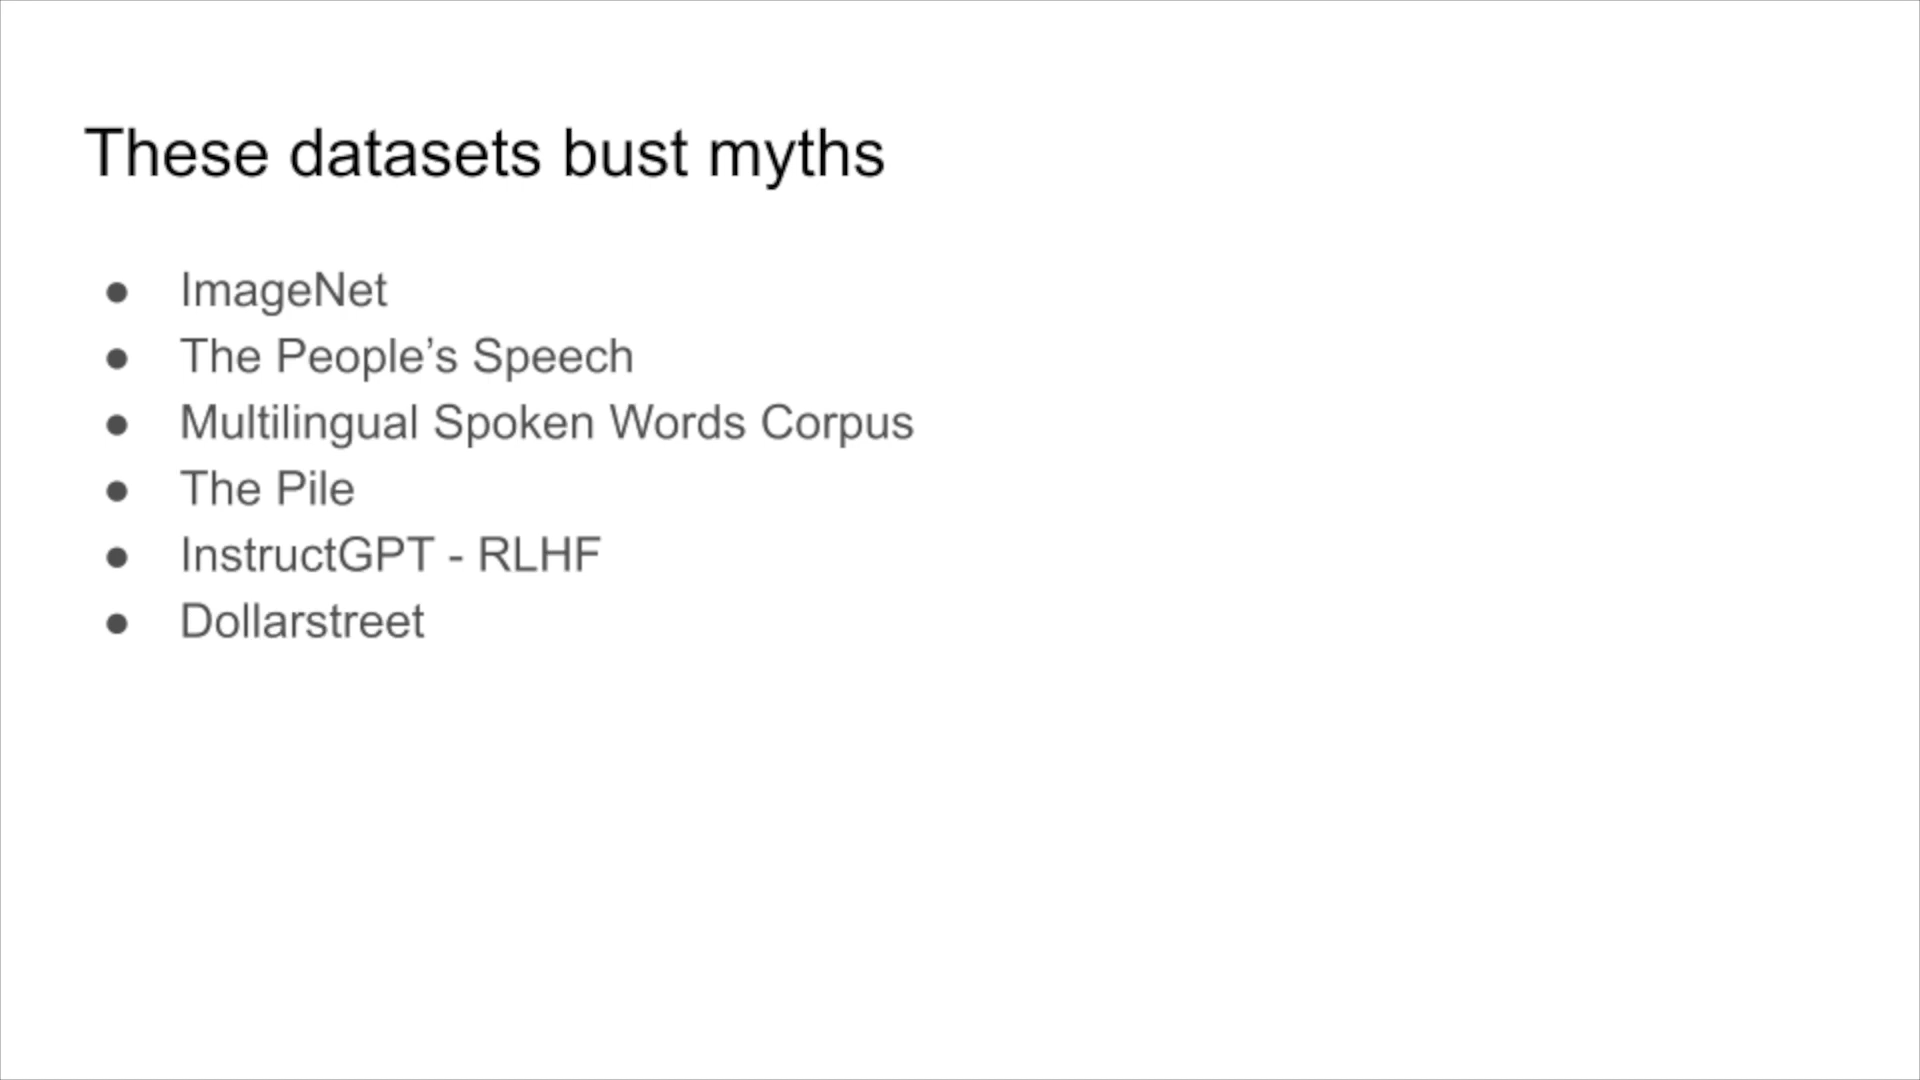 These datasets bust myths
● ImageNet
● The People’s Speech
● Multilingual Spoken Words Corpus
● The Pile
● InstructGPT - RLHF
● Dollarstreet